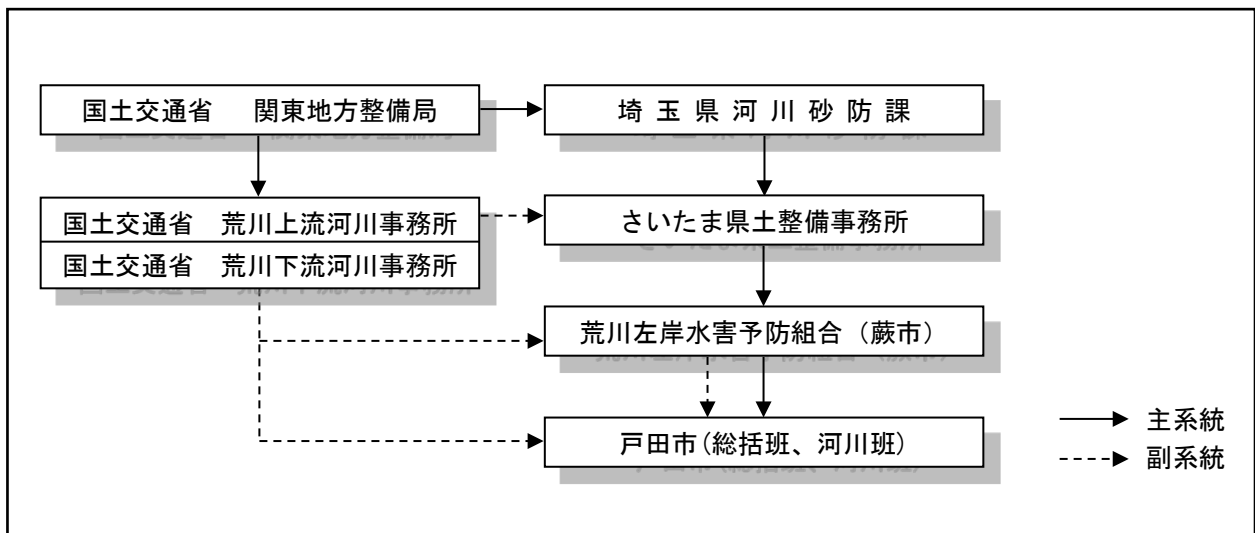 国土交通省　関東地方整備局
埼玉県河川砂防課
国土交通省　荒川上流河川事務所
さいたま県土整備事務所
国土交通省　荒川下流河川事務所
荒川左岸水害予防組合（蕨市）
戸田市(総括班、河川班)
主系統
副系統